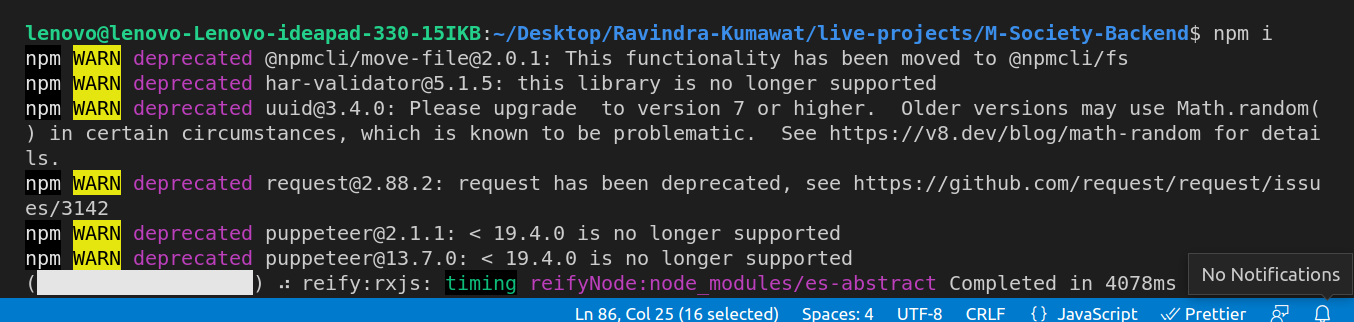 lenovo@lenovo-Lenovo-ideapad-330-15IKB:~/Desktop/Ravindra-Kumawat/live-projects/M-Society-Backend$ npm i
npm WARN deprecated @npmcli/move-file@2.0.1: This functionality has been moved to @npmcli/fs
npm WARN deprecated har-validator@5.1.5: this library is no longer supported
npm WARN deprecated uuid@3.4.0: Please upgrade  to version 7 or higher.  Older versions may use Math.random(
) in certain circumstances, which is known to be problematic.  See https://v8.dev/blog/math-random for detai
ls.
npm WARN deprecated request@2.88.2: request has been deprecated, see https://github.com/request/request/issu
es/3142
npm WARN deprecated puppeteer@2.1.1: < 19.4.0 is no longer supported
npm WARN deprecated puppeteer@13.7.0: < 19.4.0 is no longer supported
(                  ) ⠴ reify:rxjs: timing reifyNode:node_modules/es-abstract Completed in 4078ms
No Notifications
Ln 86, Col 25 (16 selected) Spaces: 4 UTF-8 CRLF {} JavaScript Prettier